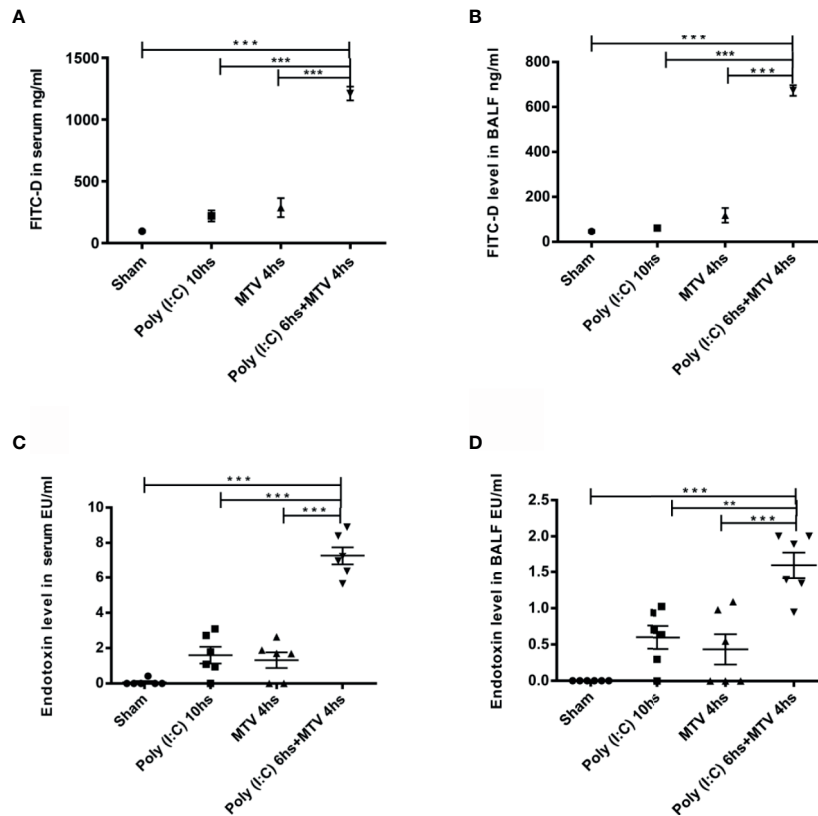 A
FITC-D in serum ng/ml
1500
1000
500
0
***
***
***
Sham
Poly (I:C) 10hs
MTV 4hs
Poly (I:C) 6hs+MTV 4hs
B
FITC-D level in BALF ng/ml
800
600
400
200
0
***
***
***
Sham
Poly (I:C) 10hs
MTV 4hs
Poly (I:C) 6hs+MTV 4hs
C
Endotoxin level in serum EU/ml
10
8
6
4
2
0
***
***
***
Sham
Poly (I:C) 10hs
MTV 4hs
Poly (I:C) 6hs+MTV 4hs
D
Endotoxin level in BALF EU/ml
2.5
2.0
1.5
1.0
0.5
0.0
***
**
***
Sham
Poly (I:C) 10hs
MTV 4hs
Poly (I:C) 6hs+MTV 4hs